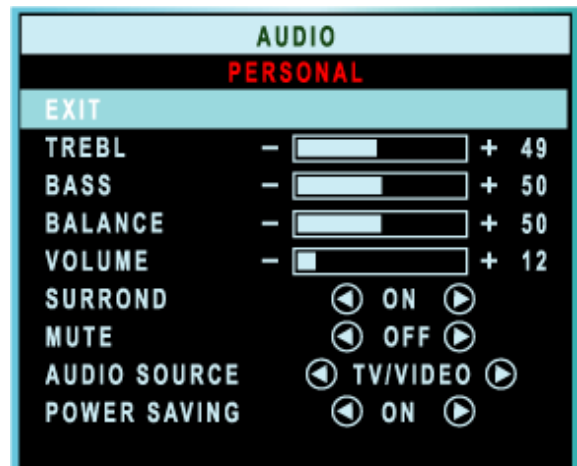 AUDIO
PERSONAL
EXIT
TREBL - + 49
BASS - + 50
BALANCE - + 50
VOLUME - + 12
SURROND ON
MUTE OFF
AUDIO SOURCE TV/VIDEO
POWER SAVING ON